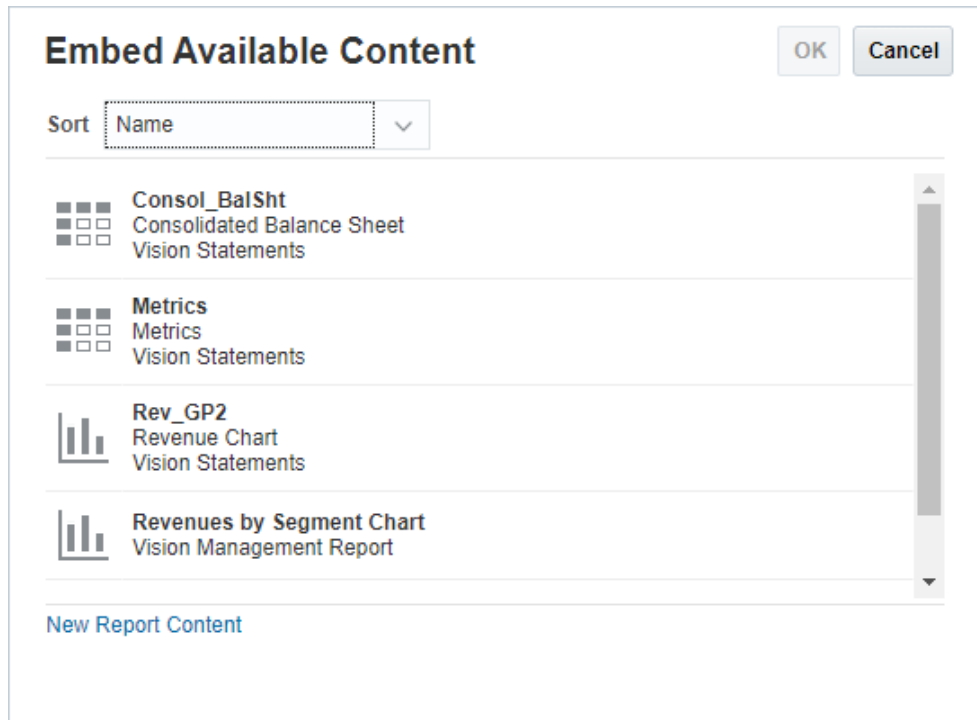 Embed Available Content
OK
Cancel
Sort
Name
Consol_BalSht
Consolidated Balance Sheet
Vision Statements
Metrics
Metrics
Vision Statements
Rev_GP2
Revenue Chart
Vision Statements
Revenues by Segment Chart
Vision Management Report
New Report Content